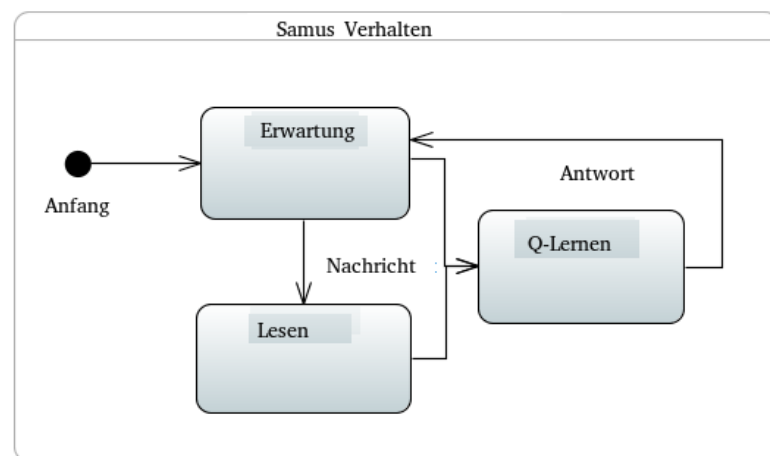 Samus Verhalten
Erwartung
Anfang
Antwort
Q-Lernen
Nachricht :
Lesen